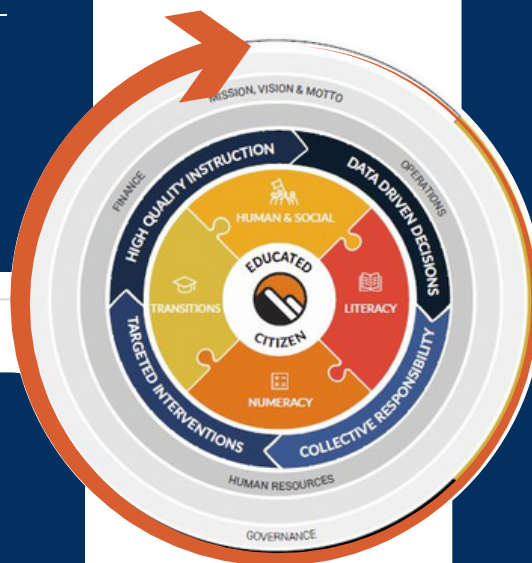 MISSION, VISION & MOTTO
FINANCE
OPERATIONS
HIGH QUALITY INSTRUCTION
DATA DRIVEN DECISIONS
HUMAN & SOCIAL
EDUCATED
TRANSITIONS
LITERACY
CITIZEN
NUMERACY
TARGETED INTERVENTIONS
COLLECTIVE RESPONSIBILITY
HUMAN RESOURCES
GOVERNANCE